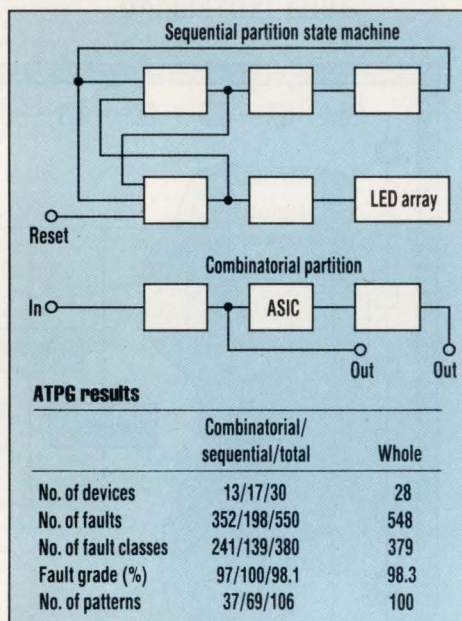 Sequential partition state machine
LED array
Reset
Combinatorial partition
In
ASIC
Out
Out
ATPG results
Combinatorial/
sequential/total
Whole
No. of devices 13/17/30 28
No. of faults 352/198/550 548
No. of fault classes 241/139/380 379
Fault grade (%) 97/100/98.1 98.3
No. of patterns 37/69/106 100